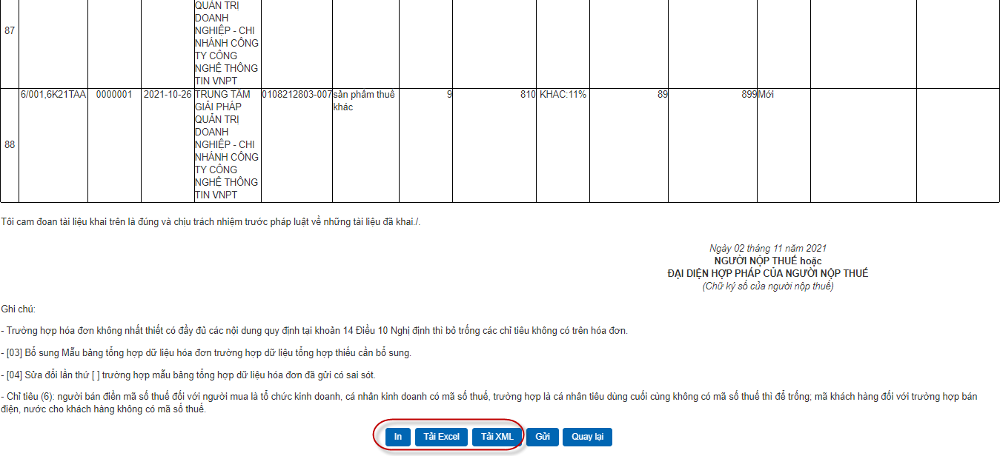 QUẢN TRỊ
DOANH
87
NGHIỆP - CHI
NHÁNH CÔNG
TY CÔNG
NGHỆ THÔNG
TIN VNPT
6/001,6K21TAA 0000001 2021-10-26 TRUNG TÂM 0108212803-007 sản phẩm thuế 9 810 KHAC:11% 89 899 Mới
GIẢI PHÁP khác
QUẢN TRỊ
DOANH
88 NGHIỆP - CHI
NHÁNH CÔNG
TY CÔNG
NGHỆ THÔNG
TIN VNPT
Tôi cam đoan tài liệu khai trên là đúng và chịu trách nhiệm trước pháp luật về những tài liệu đã khai./.
Ngày 02 tháng 11 năm 2021
NGƯỜI NỘP THUẾ hoặc
ĐẠI DIỆN HỢP PHÁP CỦA NGƯỜI NỘP THUẾ
(Chữ ký số của người nộp thuế)
Ghi chú:
- Trường hợp hóa đơn không nhất thiết có đầy đủ các nội dung quy định tại khoản 14 Điều 10 Nghị định thì bỏ trống các chỉ tiêu không có trên hóa đơn.
- [03] Bổ sung Mẫu bảng tổng hợp dữ liệu hóa đơn trường hợp dữ liệu tổng hợp thiếu cần bổ sung.
- [04] Sửa đổi lần thứ [ ] trường hợp mẫu bảng tổng hợp dữ liệu hóa đơn đã gửi có sai sót.
- Chỉ tiêu (6): người bán điền mã số thuế đối với người mua là tổ chức kinh doanh, cá nhân kinh doanh có mã số thuế, trường hợp là cá nhân tiêu dùng cuối cùng không có mã số thuế thì để trống; mã khách hàng đối với trường hợp bán
điện, nước cho khách hàng không có mã số thuế.
In Tải Excel Tải XML Gửi Quay lại